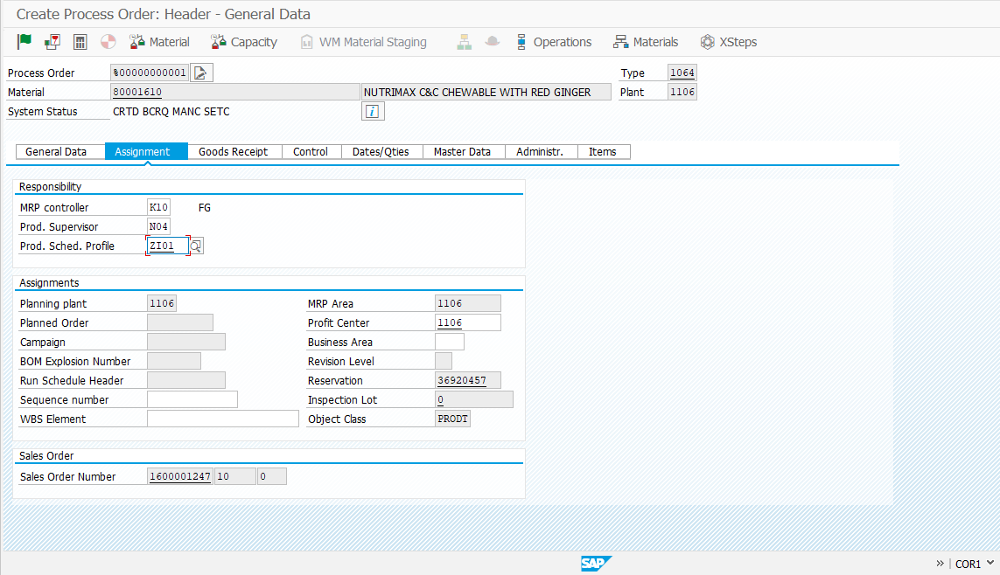 Create Process Order: Header - General Data
Material Capacity WM Material Staging Operations Materials XSteps
Process Order %00000000001 Type 1064
Material 80001610 NUTRIMAX C&C CHEWABLE WITH RED GINGER Plant 1106
System Status CRTD BCRQ MANC SETC i
General Data Assignment Goods Receipt Control Dates/Qties Master Data Administr. Items
Responsibility
MRP controller K10 FG
Prod. Supervisor N04
Prod. Sched. Profile ZI01
Assignments
Planning plant 1106 MRP Area 1106
Planned Order Profit Center 1106
Campaign Business Area
BOM Explosion Number Revision Level
Run Schedule Header Reservation 36920457
Sequence number Inspection Lot 0
WBS Element Object Class PRODT
Sales Order
Sales Order Number 1600001247 10 0
SAP » COR1